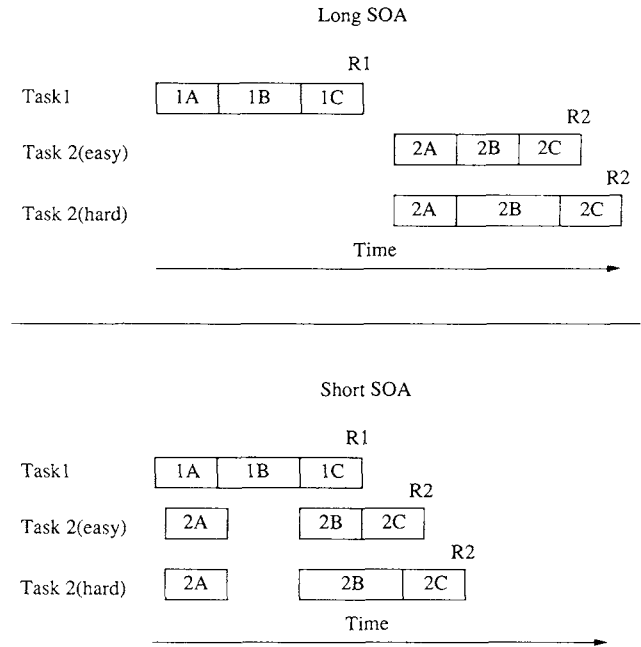 Long SOA
R1
Task1 1A 1B 1C
R2
Task 2(easy) 2A 2B 2C
R2
Task 2(hard) 2A 2B 2C
Time
Short SOA
R1
Task1 1A 1B 1C
R2
Task 2(easy) 2A 2B 2C
R2
Task 2(hard) 2A 2B 2C
Time